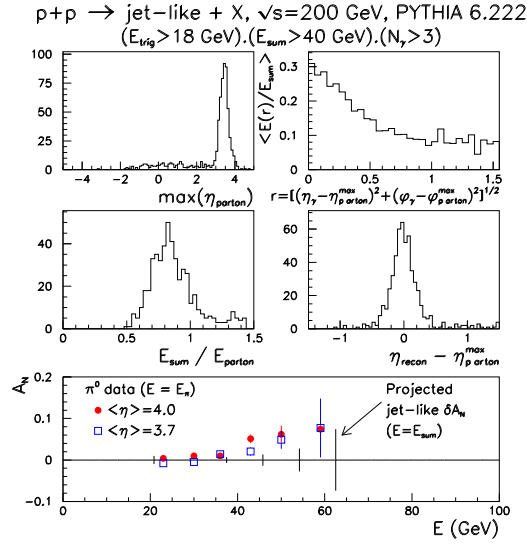 p+p → jet-like + X, √s=200 GeV, PYTHIA 6.222
(E_trig>18 GeV).(E_sum>40 GeV).(N_γ>3)
100
75
50
25
0
-4 -2 0 2 4
max(η_parton)
<E(r)/E_sum>
0.3
0.2
0.1
0
0 0.5 1 1.5
r=[(η_γ-η_parton^max)²+(φ_γ-φ_parton^max)²]^1/2
40
20
0
0 0.5 1 1.5
E_sum / E_parton
60
40
20
0
-1 0 1
η_recon - η_parton^max
A_N
0.2
0.1
0
-0.1
π⁰ data (E = E_π)
<η>=4.0
<η>=3.7
Projected
jet-like δA_N
(E=E_sum)
0 20 40 60 80 100
E (GeV)